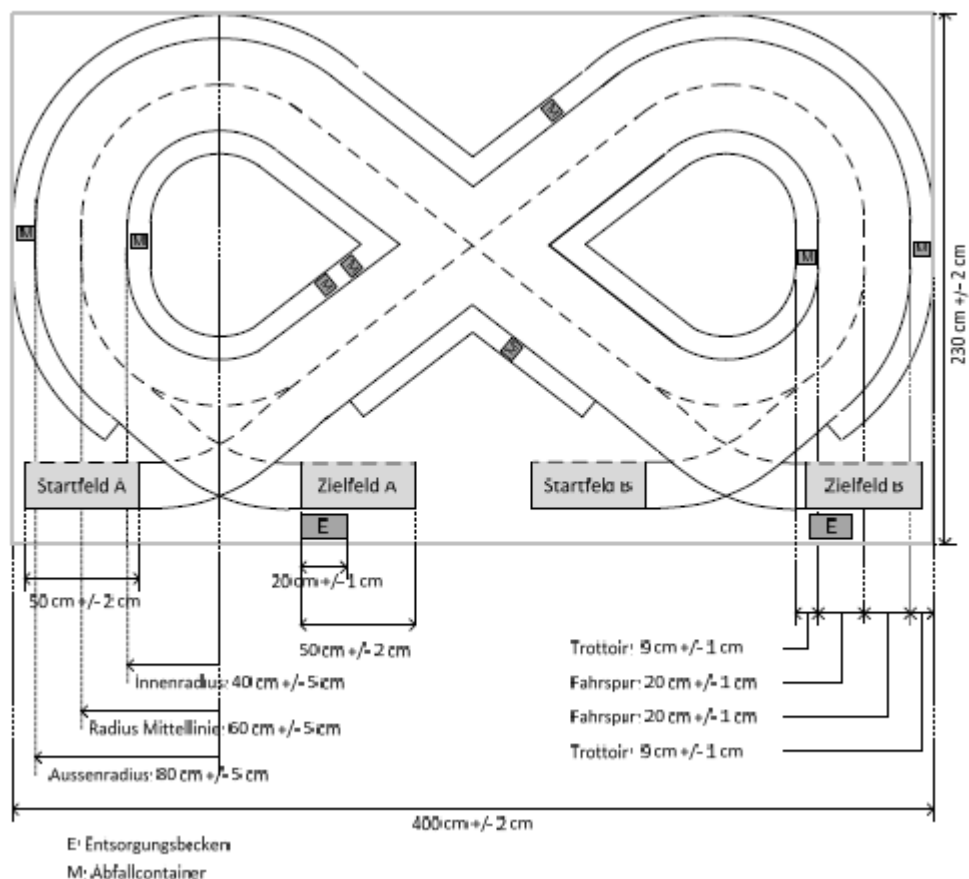 M
M
M
M
M
M
M
M
230 cm +/- 2 cm
Startfeld A
Zielfeld A
Startfeld B
Zielfeld B
E
E
20 cm +/- 1 cm
50 cm +/- 2 cm
50 cm +/- 2 cm
Trottoir: 9 cm +/- 1 cm
Innenradius: 40 cm +/- 5 cm
Fahrspur: 20 cm +/- 1 cm
Radius Mittellinie: 60 cm +/- 5 cm
Fahrspur: 20 cm +/- 1 cm
Trottoir: 9 cm +/- 1 cm
Aussenradius: 80 cm +/- 5 cm
400 cm +/- 2 cm
E: Entsorgungsbecken
M: Abfallcontainer